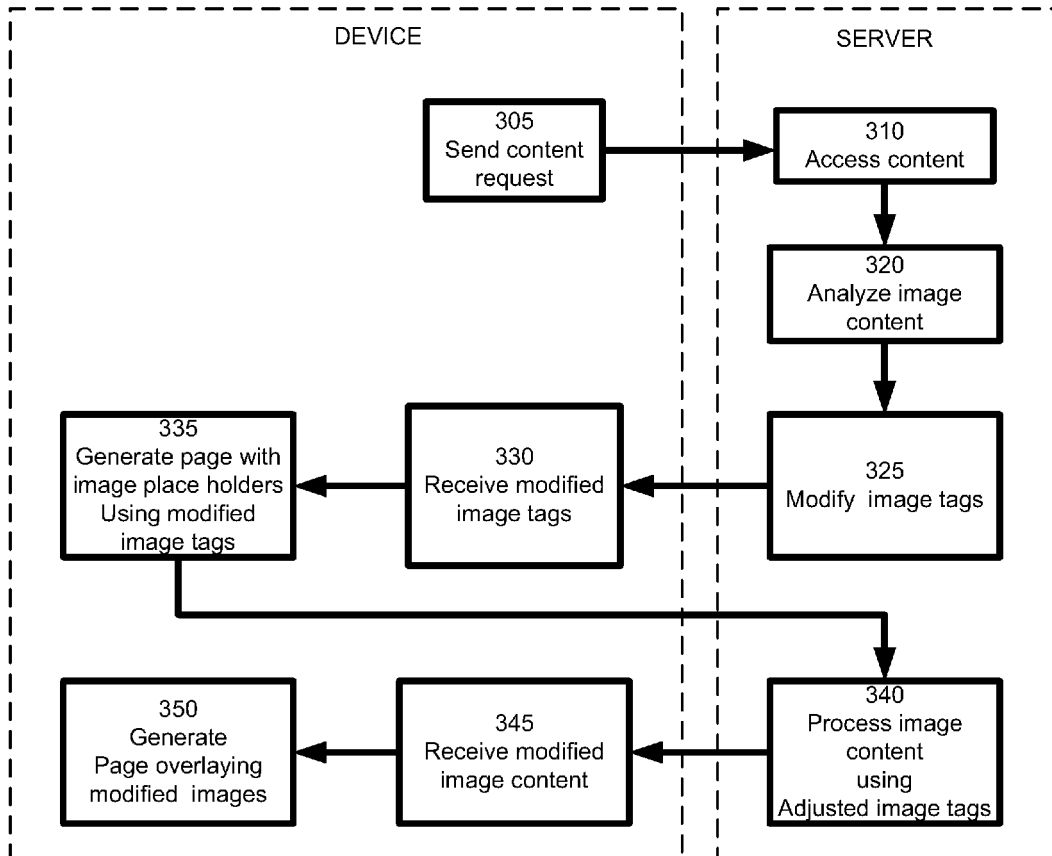 DEVICE
SERVER
305
Send content
request
310
Access content
320
Analyze image
content
335
Generate page with
image place holders
Using modified
image tags
330
Receive modified
image tags
325
Modify image tags
350
Generate
Page overlaying
modified images
345
Receive modified
image content
340
Process image
content
using
Adjusted image tags